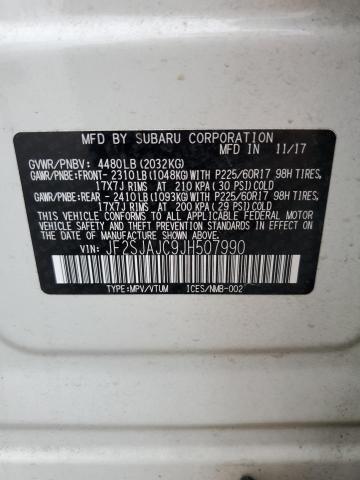 MFD BY SUBARU CORPORATION
MFD IN 11/17
GVWR/PNBV: 4480LB(2032KG)
GAWR/PNBE:FRONT-2310LB(1048KG)WITH P225/60R17 98H TIRES,
17X7J RIMS AT 210 KPA(30 PSI)COLD
GAWR/PNBE:REAR -2410LB(1093KG)WITH P225/60R17 98H TIRES,
17X7J RIMS AT 200 KPA(29 PSI)COLD
THIS VEHICLE CONFORMS TO ALL APPLICABLE FEDERAL MOTOR
VEHICLE SAFETY, BUMPER, AND THEFT PREVENTION STANDARDS
IN EFFECT ON THE DATE OF MANUFACTURE SHOWN ABOVE.
VIN: JF2SJAJC9JH507990
TYPE:MPV/VTUM ICES/NMB-002